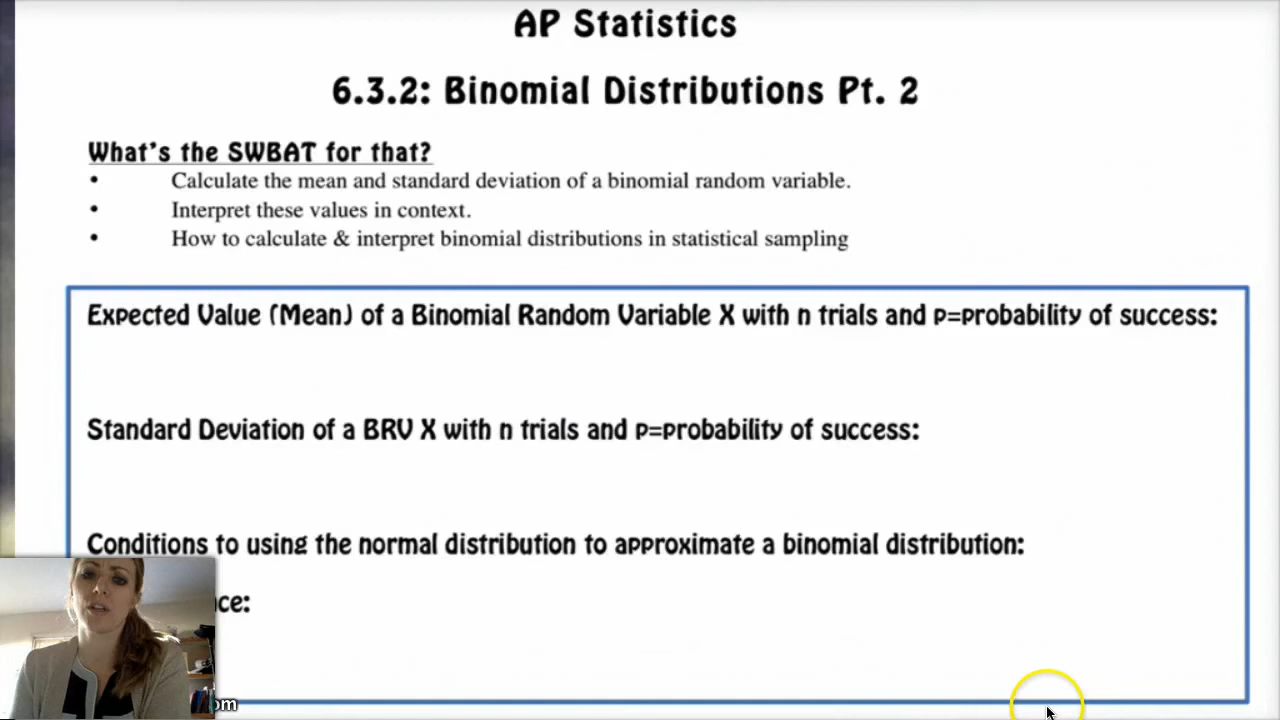 AP Statistics
6.3.2: Binomial Distributions Pt. 2
What's the SWBAT for that?
• Calculate the mean and standard deviation of a binomial random variable.
• Interpret these values in context.
• How to calculate & interpret binomial distributions in statistical sampling
Expected Value (Mean) of a Binomial Random Variable X with n trials and p=probability of success:
Standard Deviation of a BRV X with n trials and p=probability of success:
Conditions to using the normal distribution to approximate a binomial distribution: